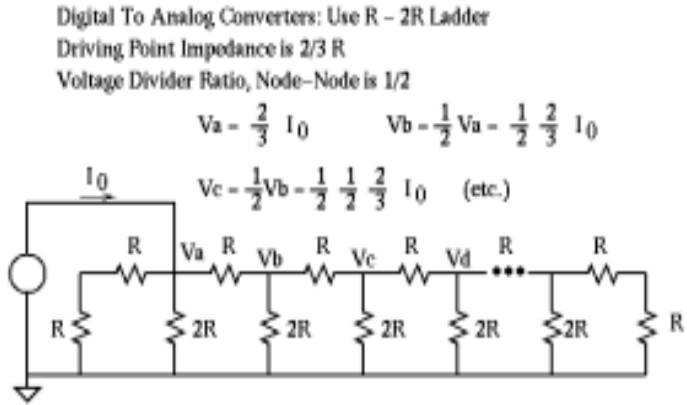 Digital To Analog Converters: Use R – 2R Ladder
Driving Point Impedance is 2/3 R
Voltage Divider Ratio, Node–Node is 1/2
Va - 2/3 I0 Vb - 1/2 Va - 1/2 2/3 I0
I0 Vc - 1/2 Vb - 1/2 1/2 2/3 I0 (etc.)
R Va R Vb R Vc R Vd R R
R 2R 2R 2R 2R 2R R